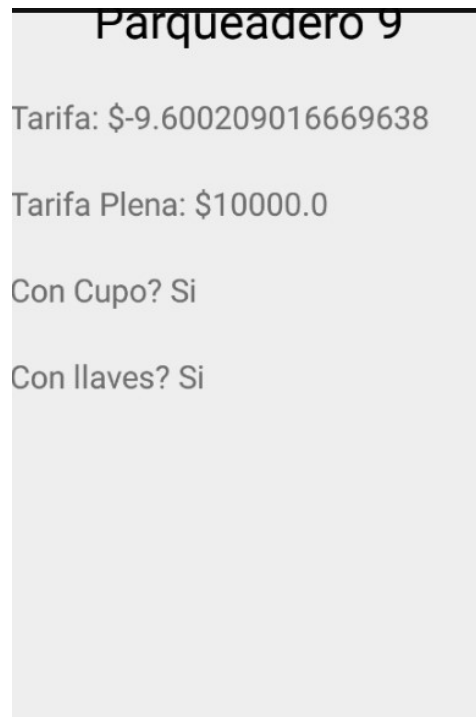 Parqueadero 9
Tarifa: $-9.600209016669638
Tarifa Plena: $10000.0
Con Cupo? Si
Con llaves? Si